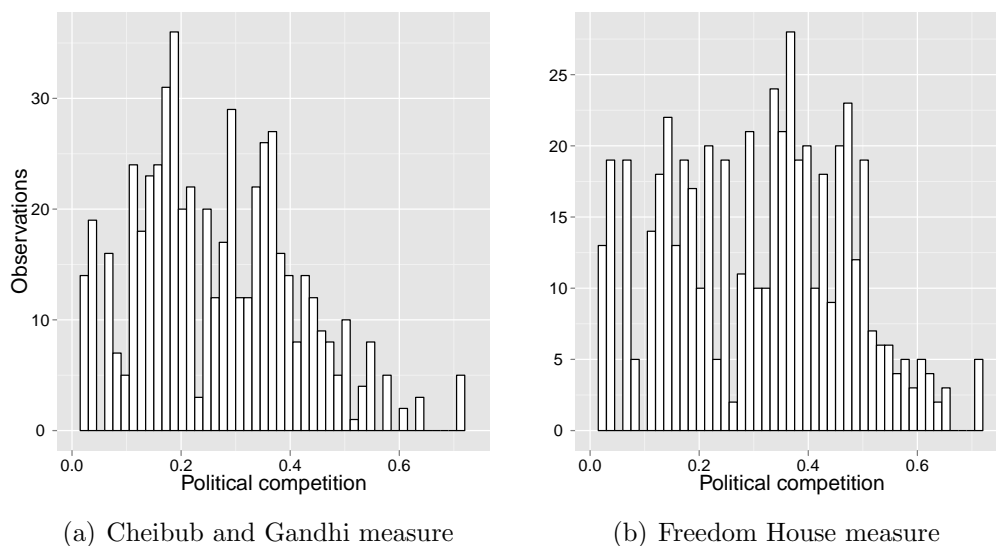 Observations
30
20
10
0
0.0 0.2 0.4 0.6
Political competition
(a) Cheibub and Gandhi measure
25
20
15
10
5
0
0.0 0.2 0.4 0.6
Political competition
(b) Freedom House measure